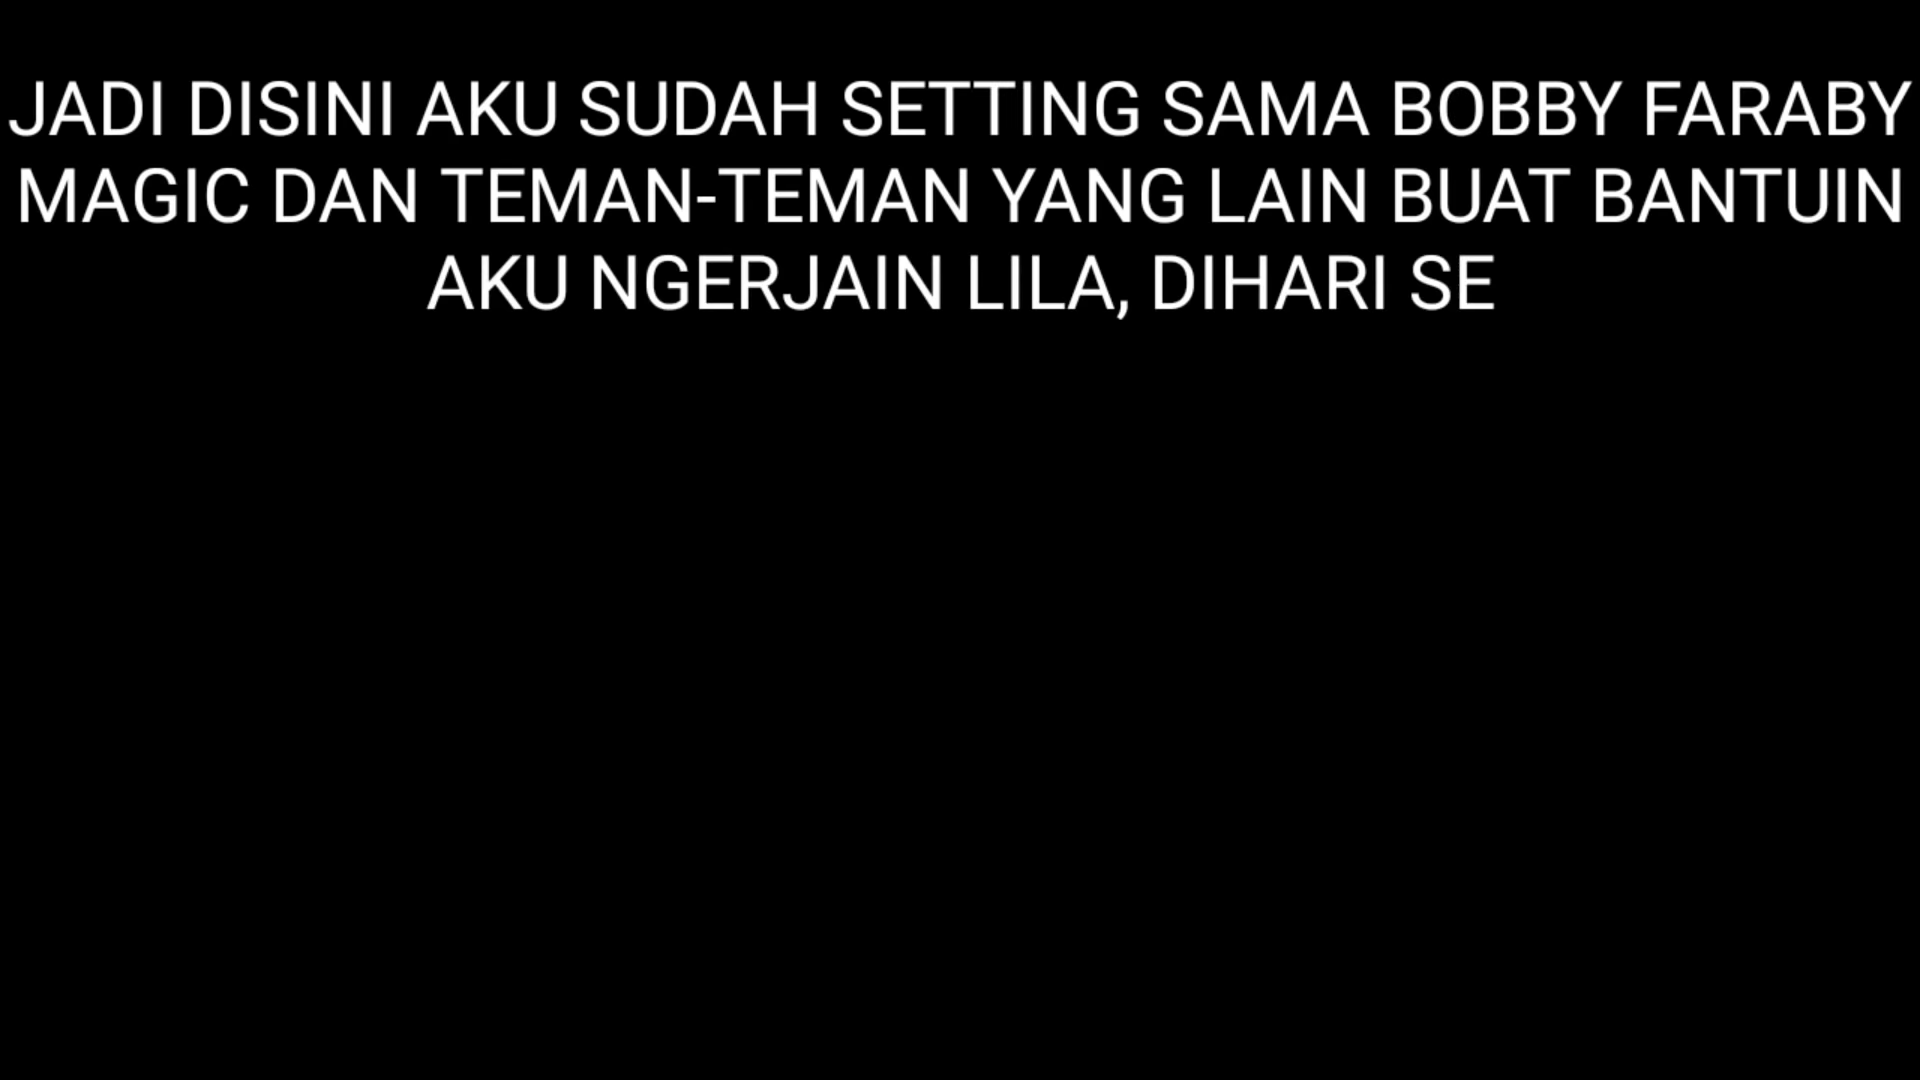 JADI DISINI AKU SUDAH SETTING SAMA BOBBY FARABY
MAGIC DAN TEMAN-TEMAN YANG LAIN BUAT BANTUIN
AKU NGERJAIN LILA, DIHARI SE